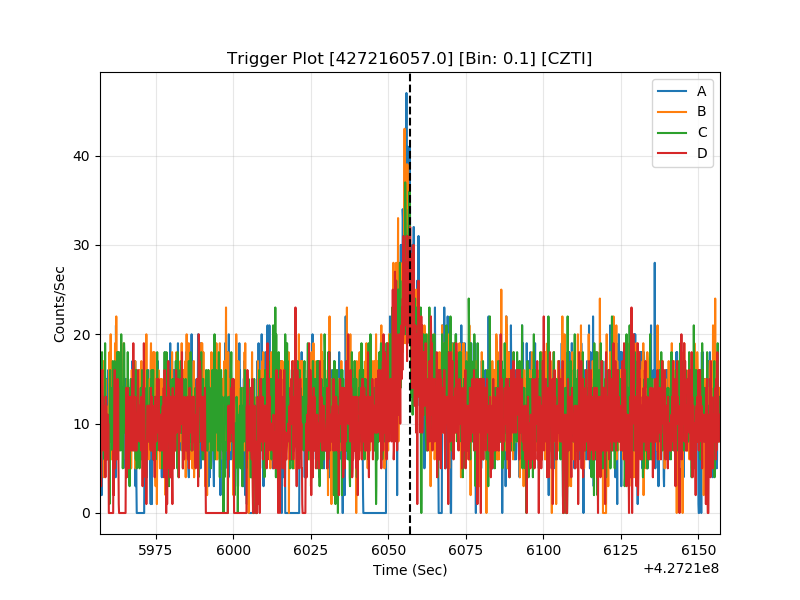 Trigger Plot [427216057.0] [Bin: 0.1] [CZTI]
A
B
C
D
Counts/Sec
40
30
20
10
0
5975 6000 6025 6050 6075 6100 6125 6150
+4.2721e8
Time (Sec)